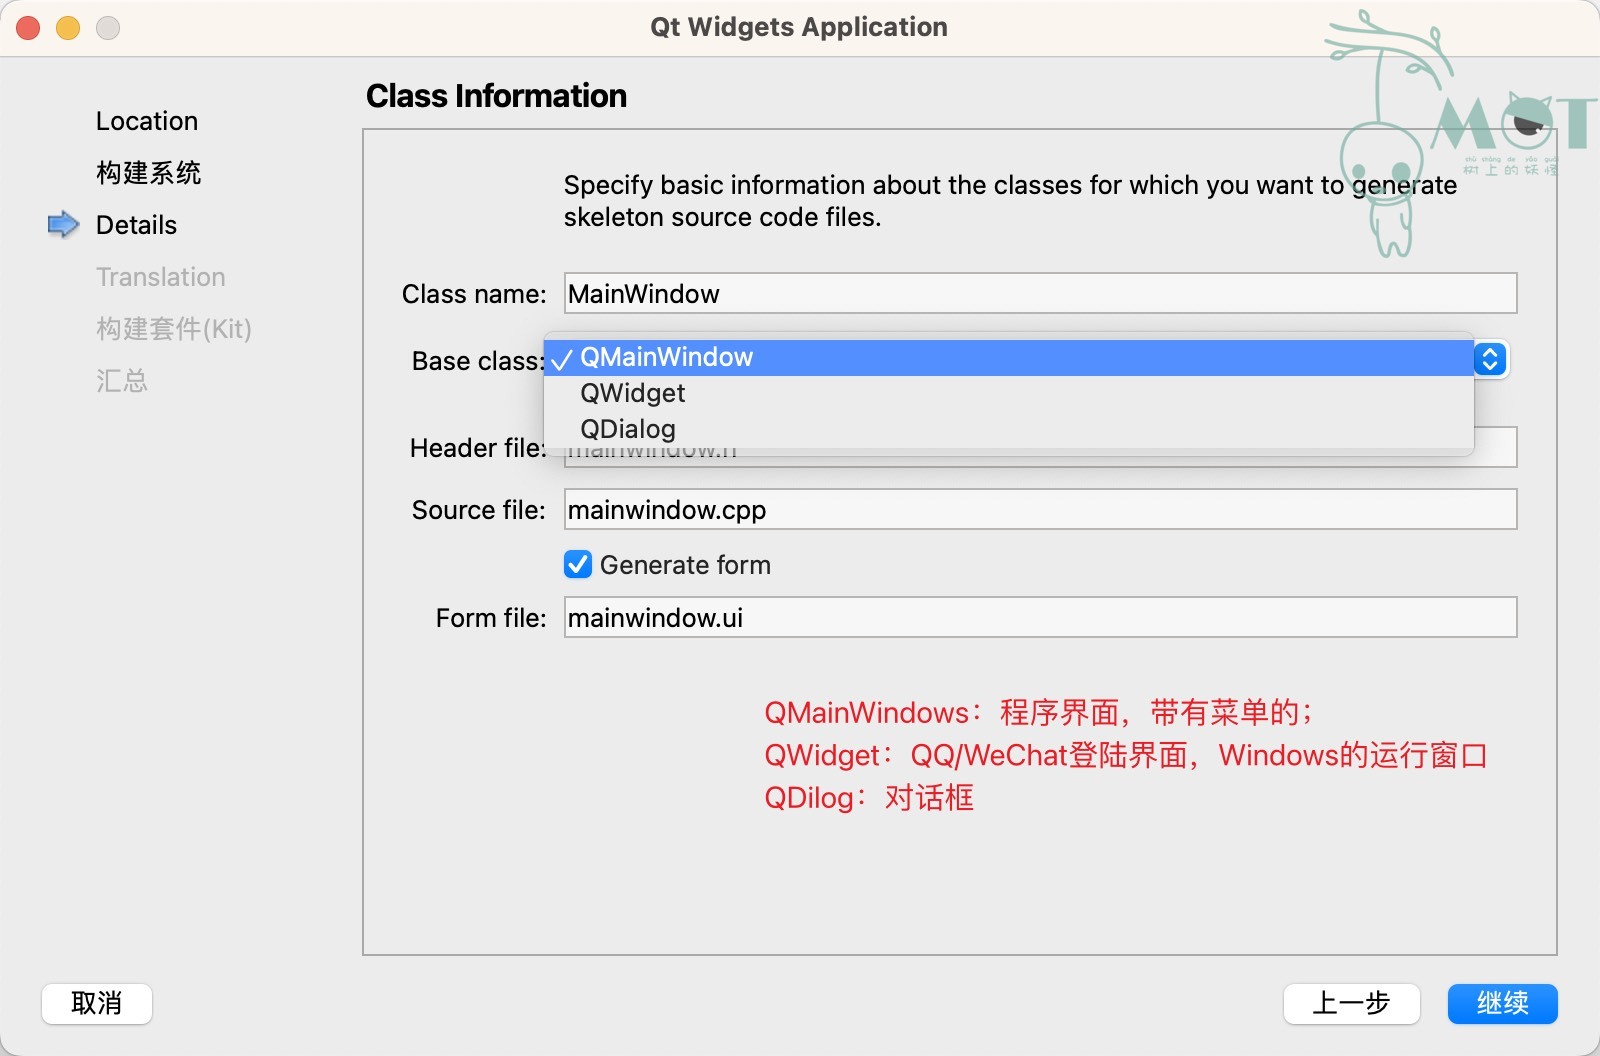 Qt Widgets Application
MOT
shù shàng de yāo guài
树上的妖怪
Location
构建系统
Details
Translation
构建套件(Kit)
汇总
Class Information
Specify basic information about the classes for which you want to generate
skeleton source code files.
Class name: MainWindow
Base class: QMainWindow
QWidget
QDialog
Header file: mainwindow.h
Source file: mainwindow.cpp
Generate form
Form file: mainwindow.ui
QMainWindows：程序界面，带有菜单的；
QWidget：QQ/WeChat登陆界面，Windows的运行窗口
QDilog：对话框
取消
上一步
继续